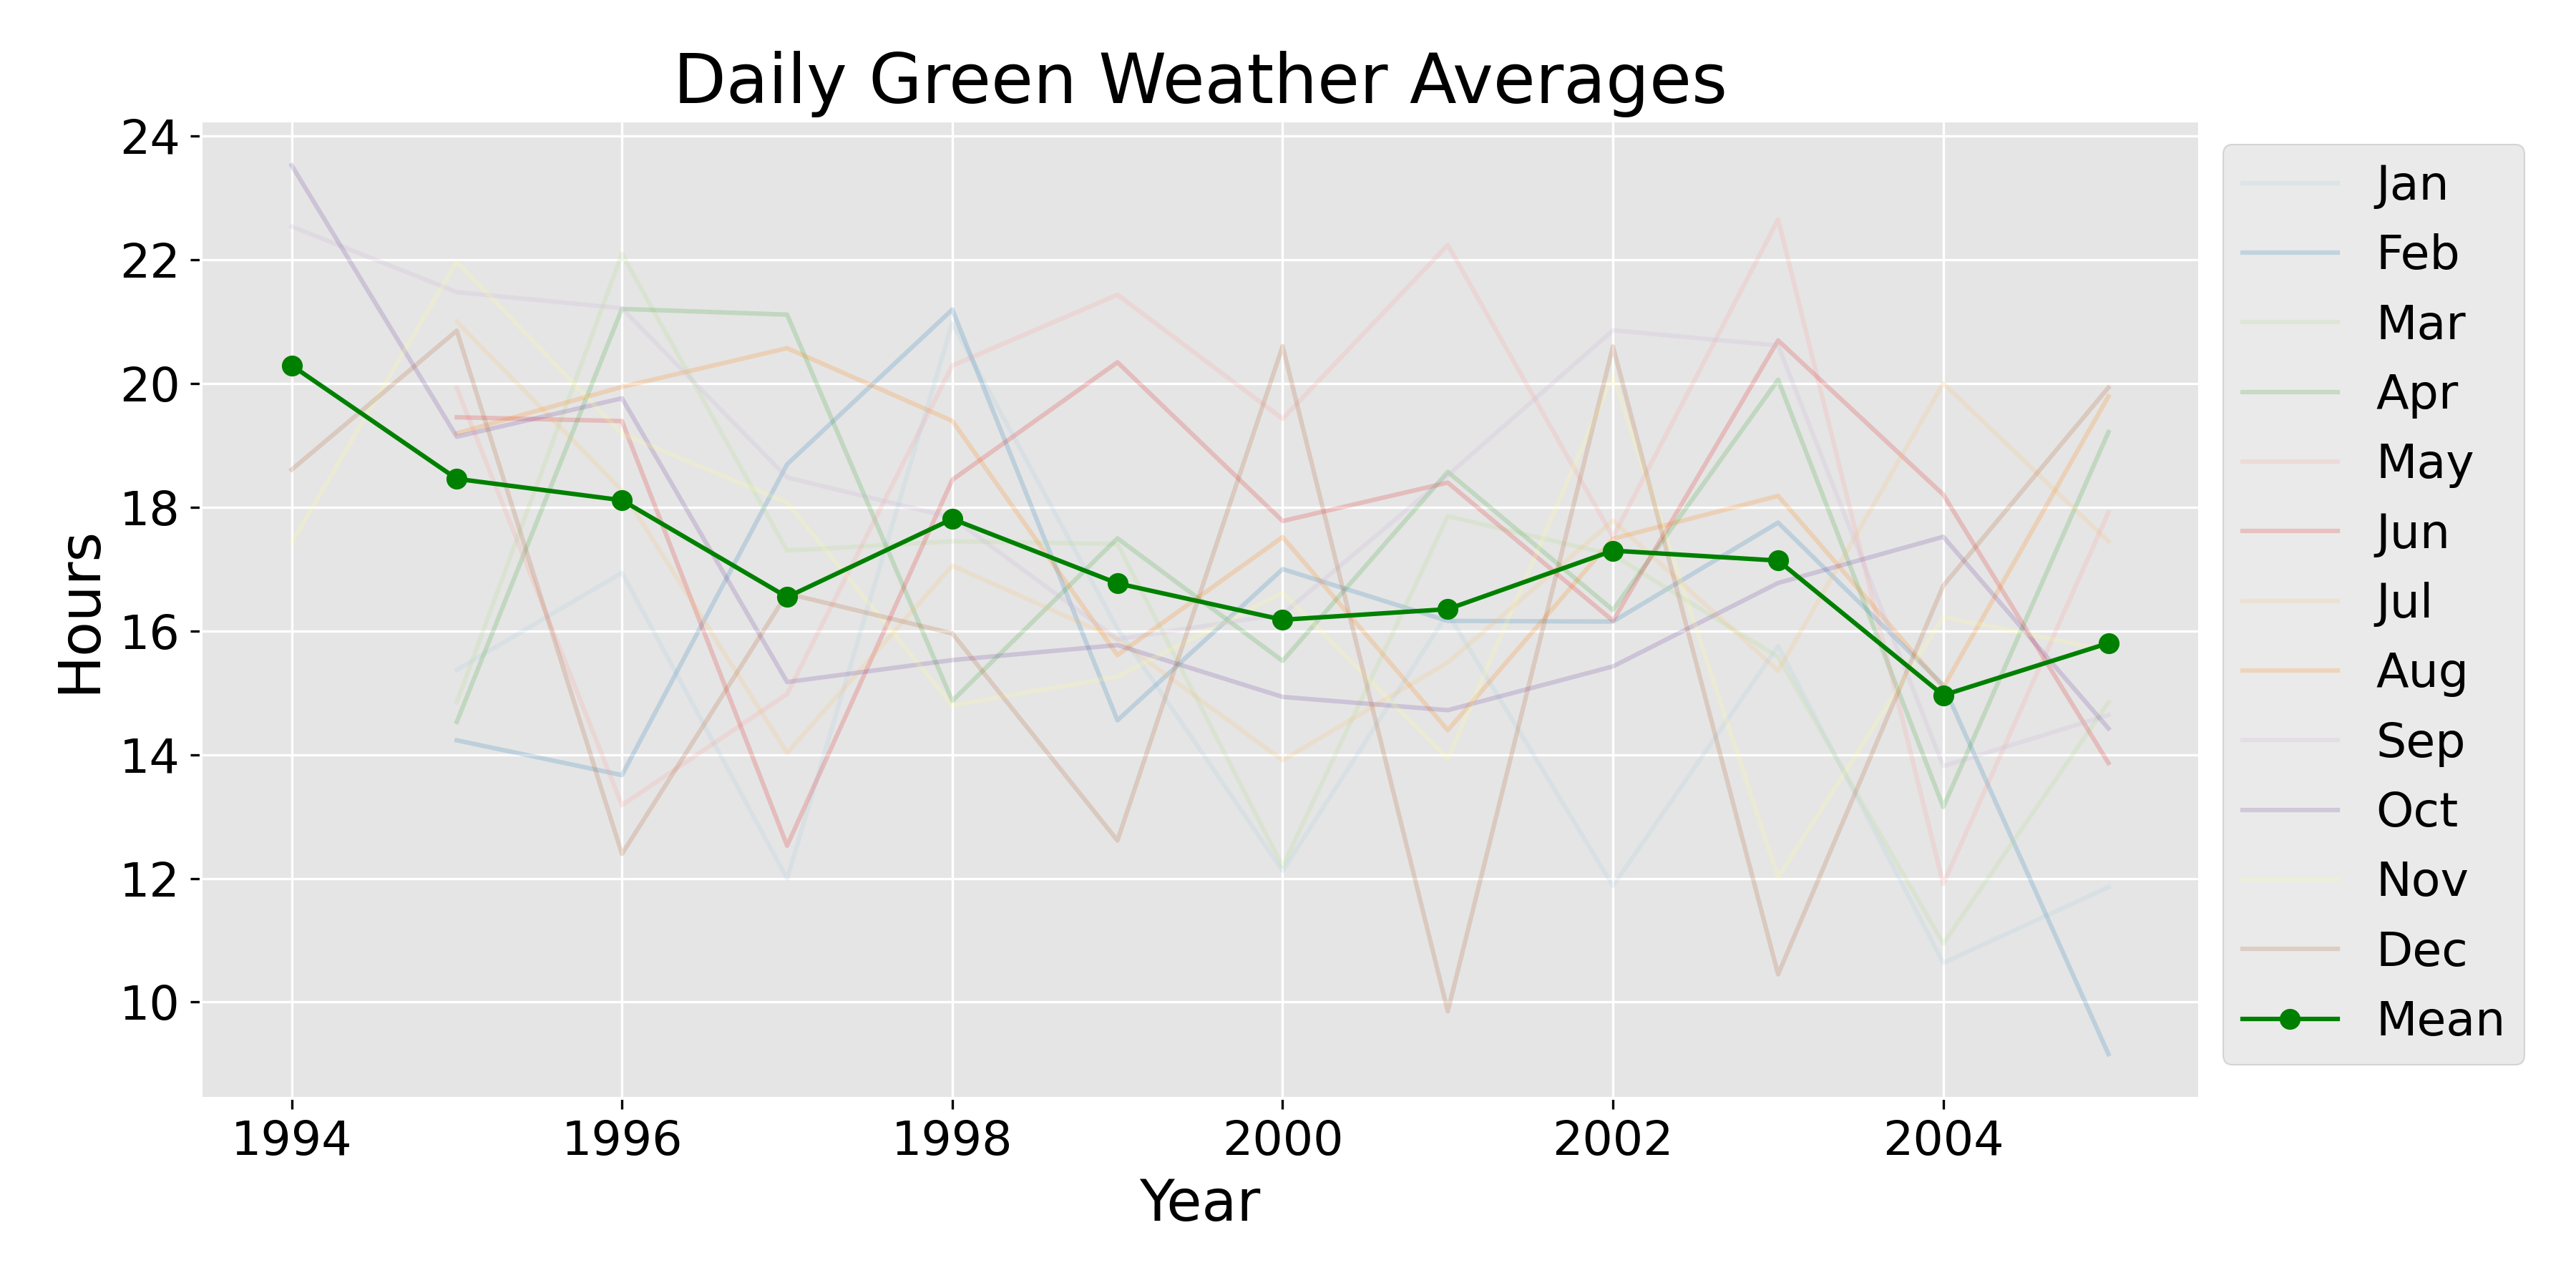 Daily Green Weather Averages
24
22
20
18
16
14
12
10
Hours
1994 1996 1998 2000 2002 2004
Year
Jan
Feb
Mar
Apr
May
Jun
Jul
Aug
Sep
Oct
Nov
Dec
Mean